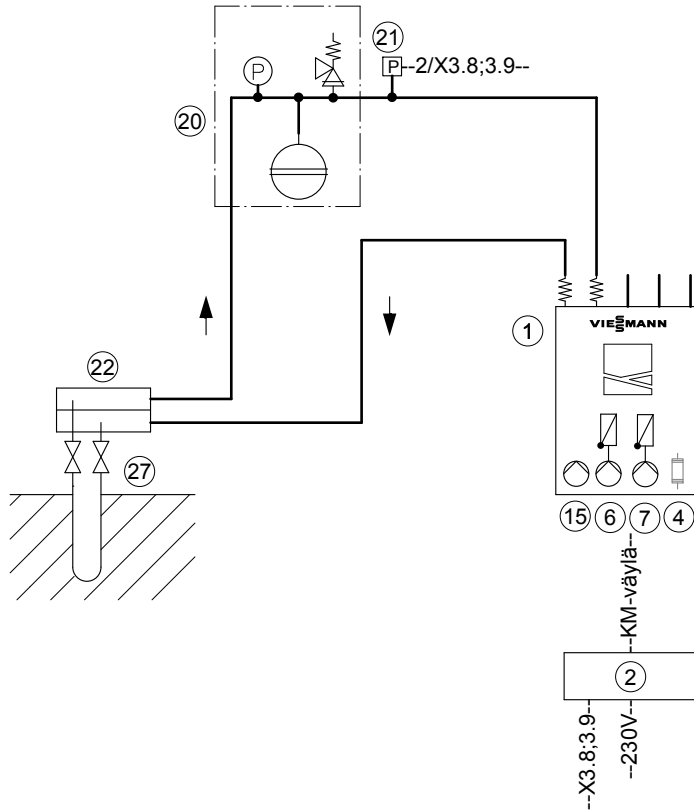 21
P
P--2/X3.8;3.9--
20
1
VIESSMANN
22
27
15 6 7 4
--KM-väylä--
2
--X3.8;3.9--
--230V--